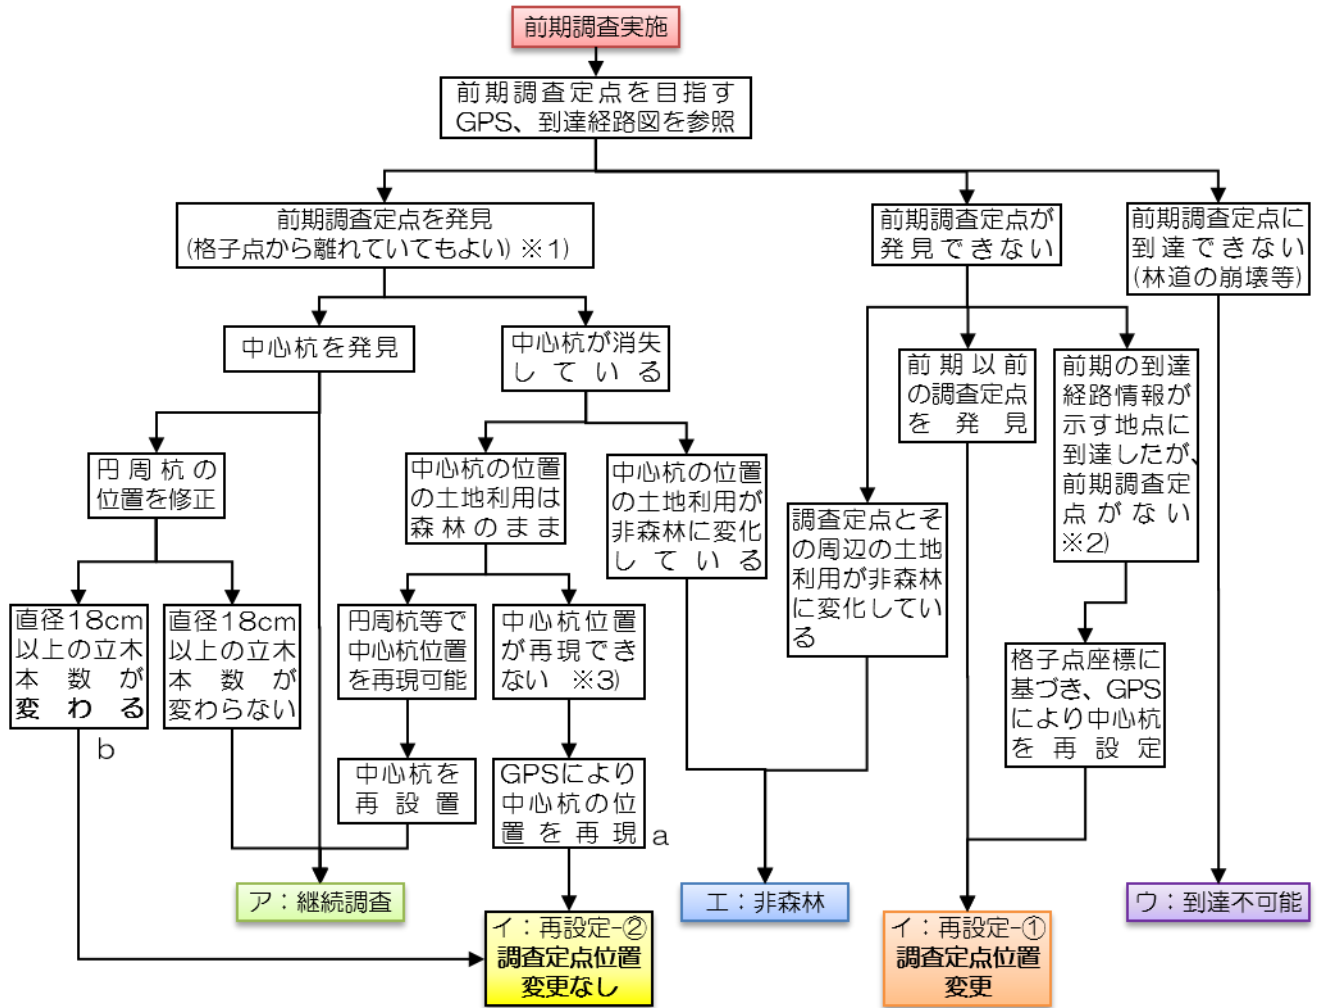 前期調査実施
前期調査定点を目指す
GPS、到達経路図を参照
前期調査定点を発見
(格子点から離れていてもよい) ※1)
前期調査定点が
発見できない
前期調査定点に
到達できない
(林道の崩壊等)
中心杭を発見
中心杭が消失
している
前期以前
の調査定点
を発見
前期の到達
経路情報が
示す地点に
到達したが、
前期調査定
点がない
※2)
円周杭の
位置を修正
中心杭の位置
の土地利用は
森林のまま
中心杭の位置
の土地利用が
非森林に変化
している
調査定点とそ
の周辺の土地
利用が非森林
に変化してい
る
直径18cm
以上の立木
本数が
変わる
b
直径18cm
以上の立木
本数が
変わらない
円周杭等で
中心杭位置
を再現可能
中心杭位置
が再現でき
ない ※3)
格子点座標に
基づき、GPS
により中心杭
を再設定
中心杭を
再設置
GPSにより
中心杭の位
置を再現
a
ア：継続調査
エ：非森林
ウ：到達不可能
イ：再設定-②
調査定点位置
変更なし
イ：再設定-①
調査定点位置
変更